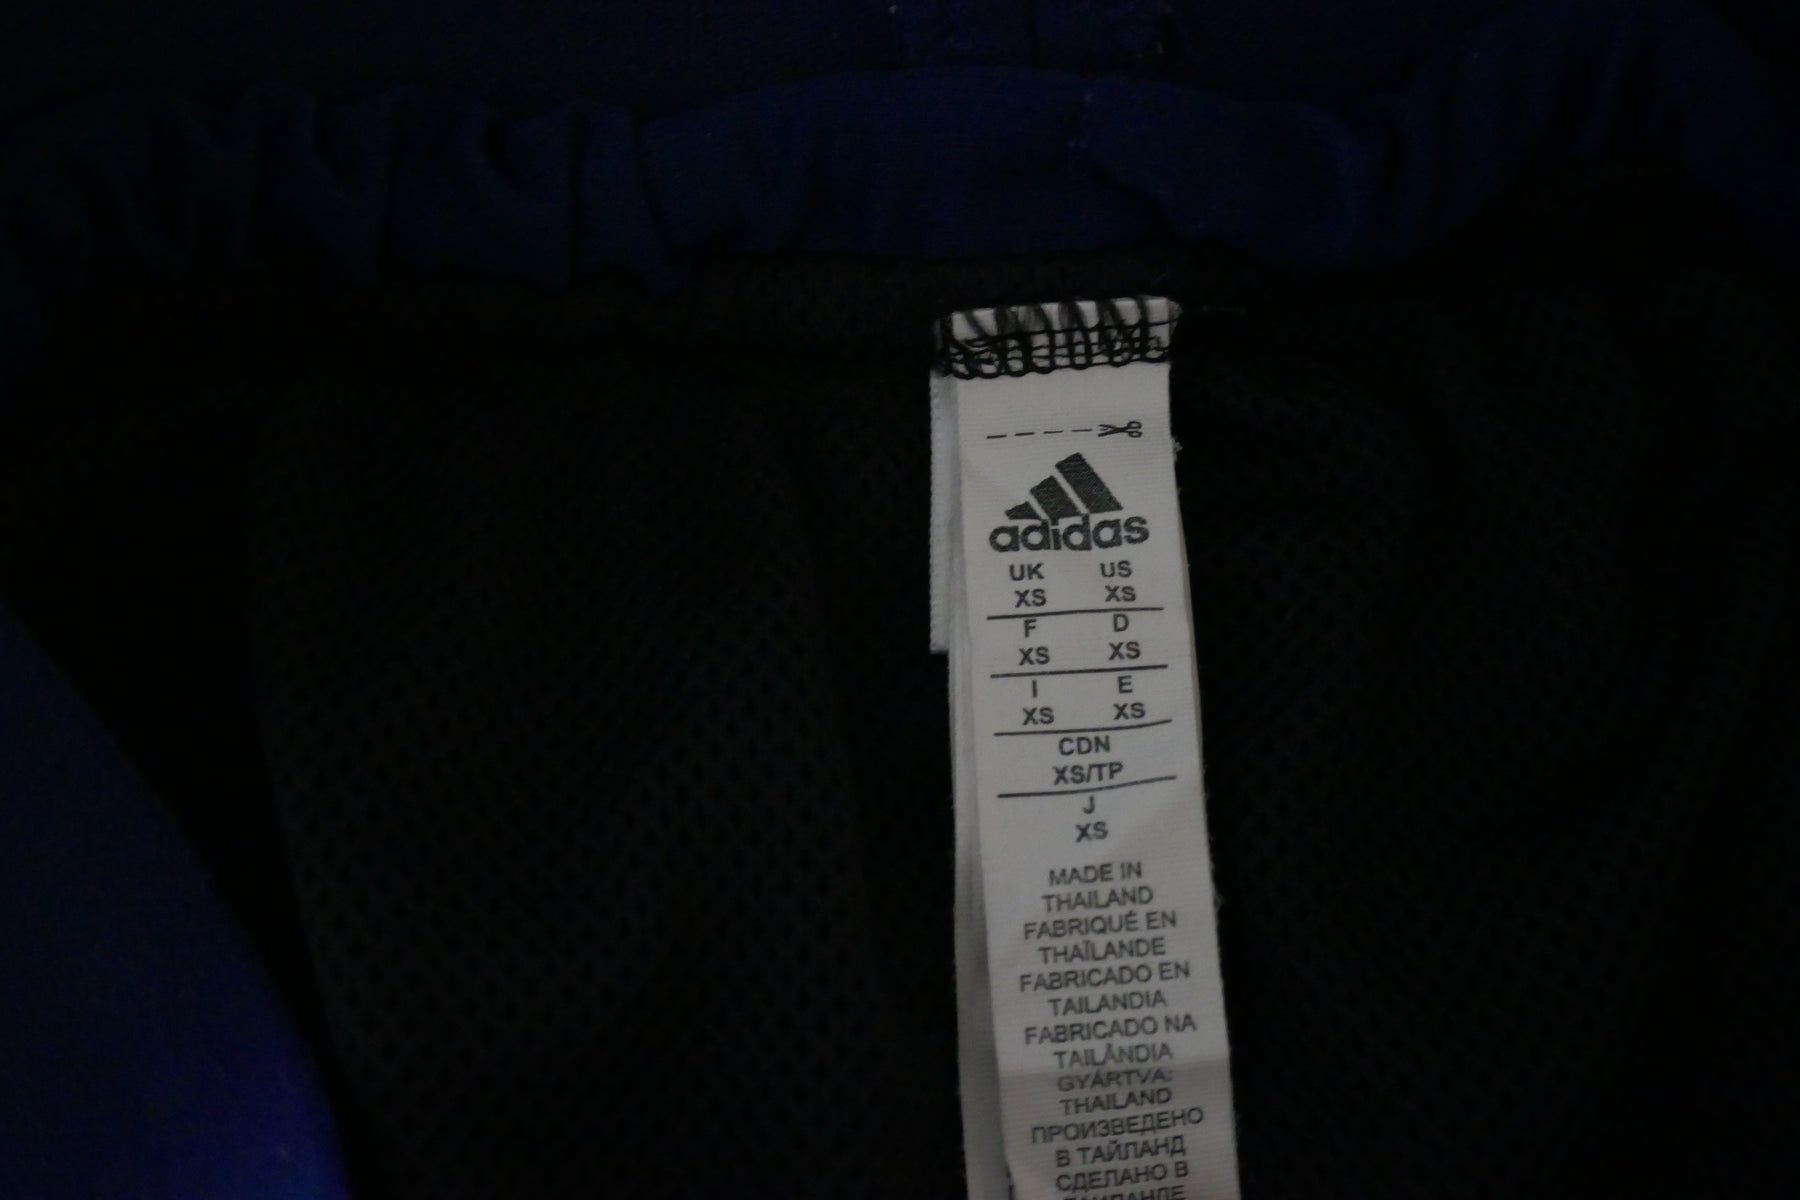 adidas
UK US
XS XS
F D
XS XS
I E
XS XS
CDN
XS/TP
J
XS
MADE IN
THAILAND
FABRIQUÉ EN
THAÏLANDE
FABRICADO EN
TAILANDIA
FABRICADO NA
TAILÂNDIA
GYÁRTVA:
THAILAND
ПРОИЗВЕДЕНО
В ТАЙЛАНД
СДЕЛАНО В